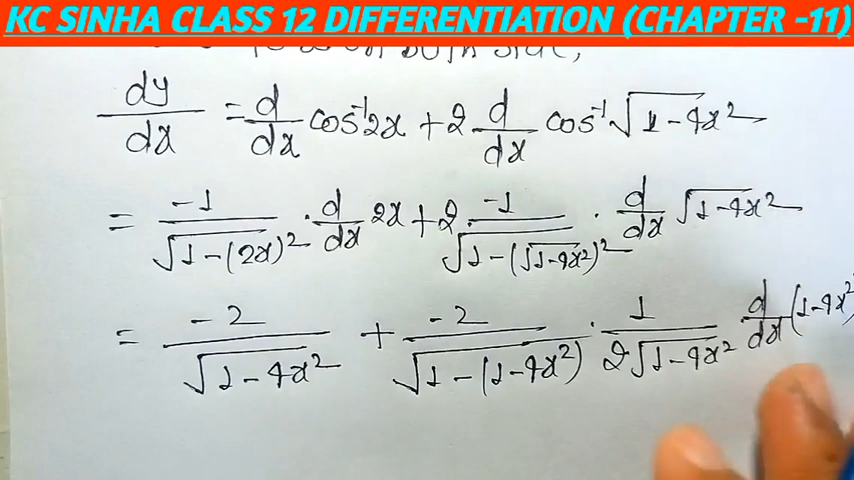 KC SINHA CLASS 12 DIFFERENTIATION (CHAPTER -11)
dy/dx = d/dx cos⁻¹2x + 2 d/dx cos⁻¹ √(1-4x²)
= -1/√(1-(2x)²) · d/dx 2x + 2 · -1/√(1-(√(1-4x²))²) · d/dx √(1-4x²)
= -2/√(1-4x²) + -2/√(1-(1-4x²)) · 1/2√(1-4x²) d/dx (1-4x²